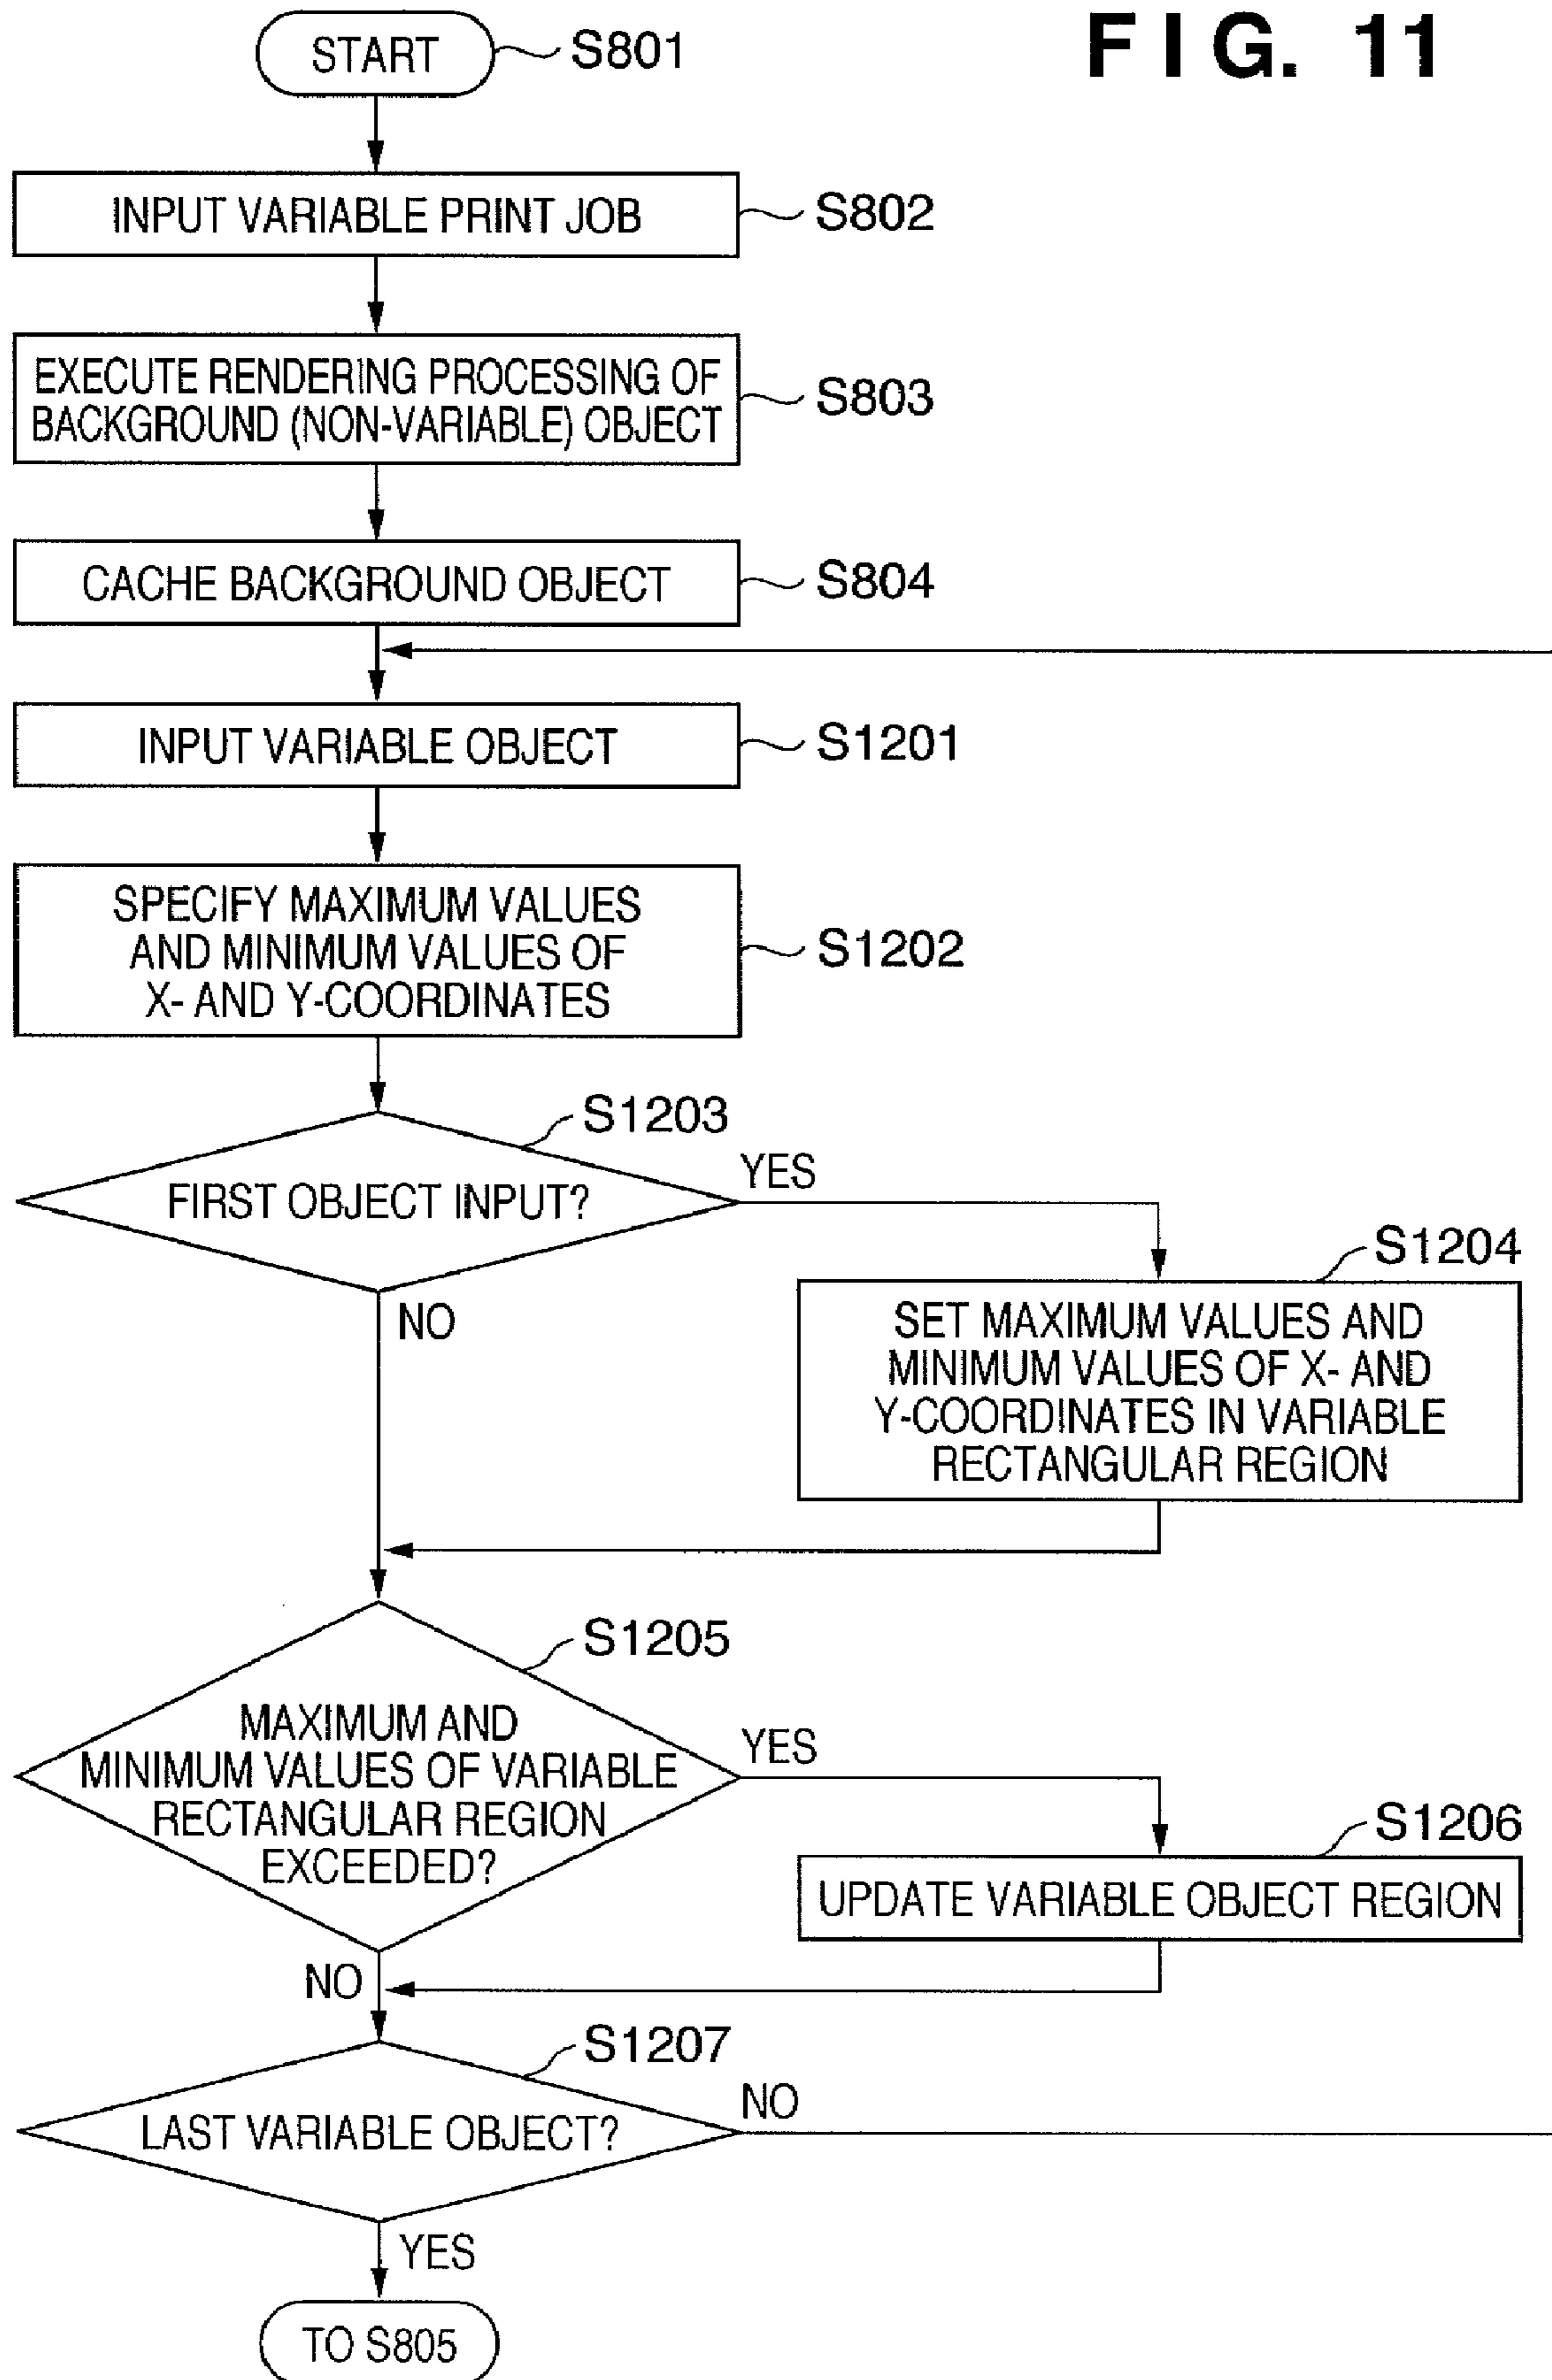 FIG. 11
START
S801
INPUT VARIABLE PRINT JOB
S802
EXECUTE RENDERING PROCESSING OF
BACKGROUND (NON-VARIABLE) OBJECT
S803
CACHE BACKGROUND OBJECT
S804
INPUT VARIABLE OBJECT
S1201
SPECIFY MAXIMUM VALUES
AND MINIMUM VALUES OF
X- AND Y-COORDINATES
S1202
S1203
FIRST OBJECT INPUT?
YES
NO
S1204
SET MAXIMUM VALUES AND
MINIMUM VALUES OF X- AND
Y-COORDINATES IN VARIABLE
RECTANGULAR REGION
S1205
MAXIMUM AND
MINIMUM VALUES OF VARIABLE
RECTANGULAR REGION
EXCEEDED?
YES
NO
S1206
UPDATE VARIABLE OBJECT REGION
S1207
LAST VARIABLE OBJECT?
NO
YES
TO S805